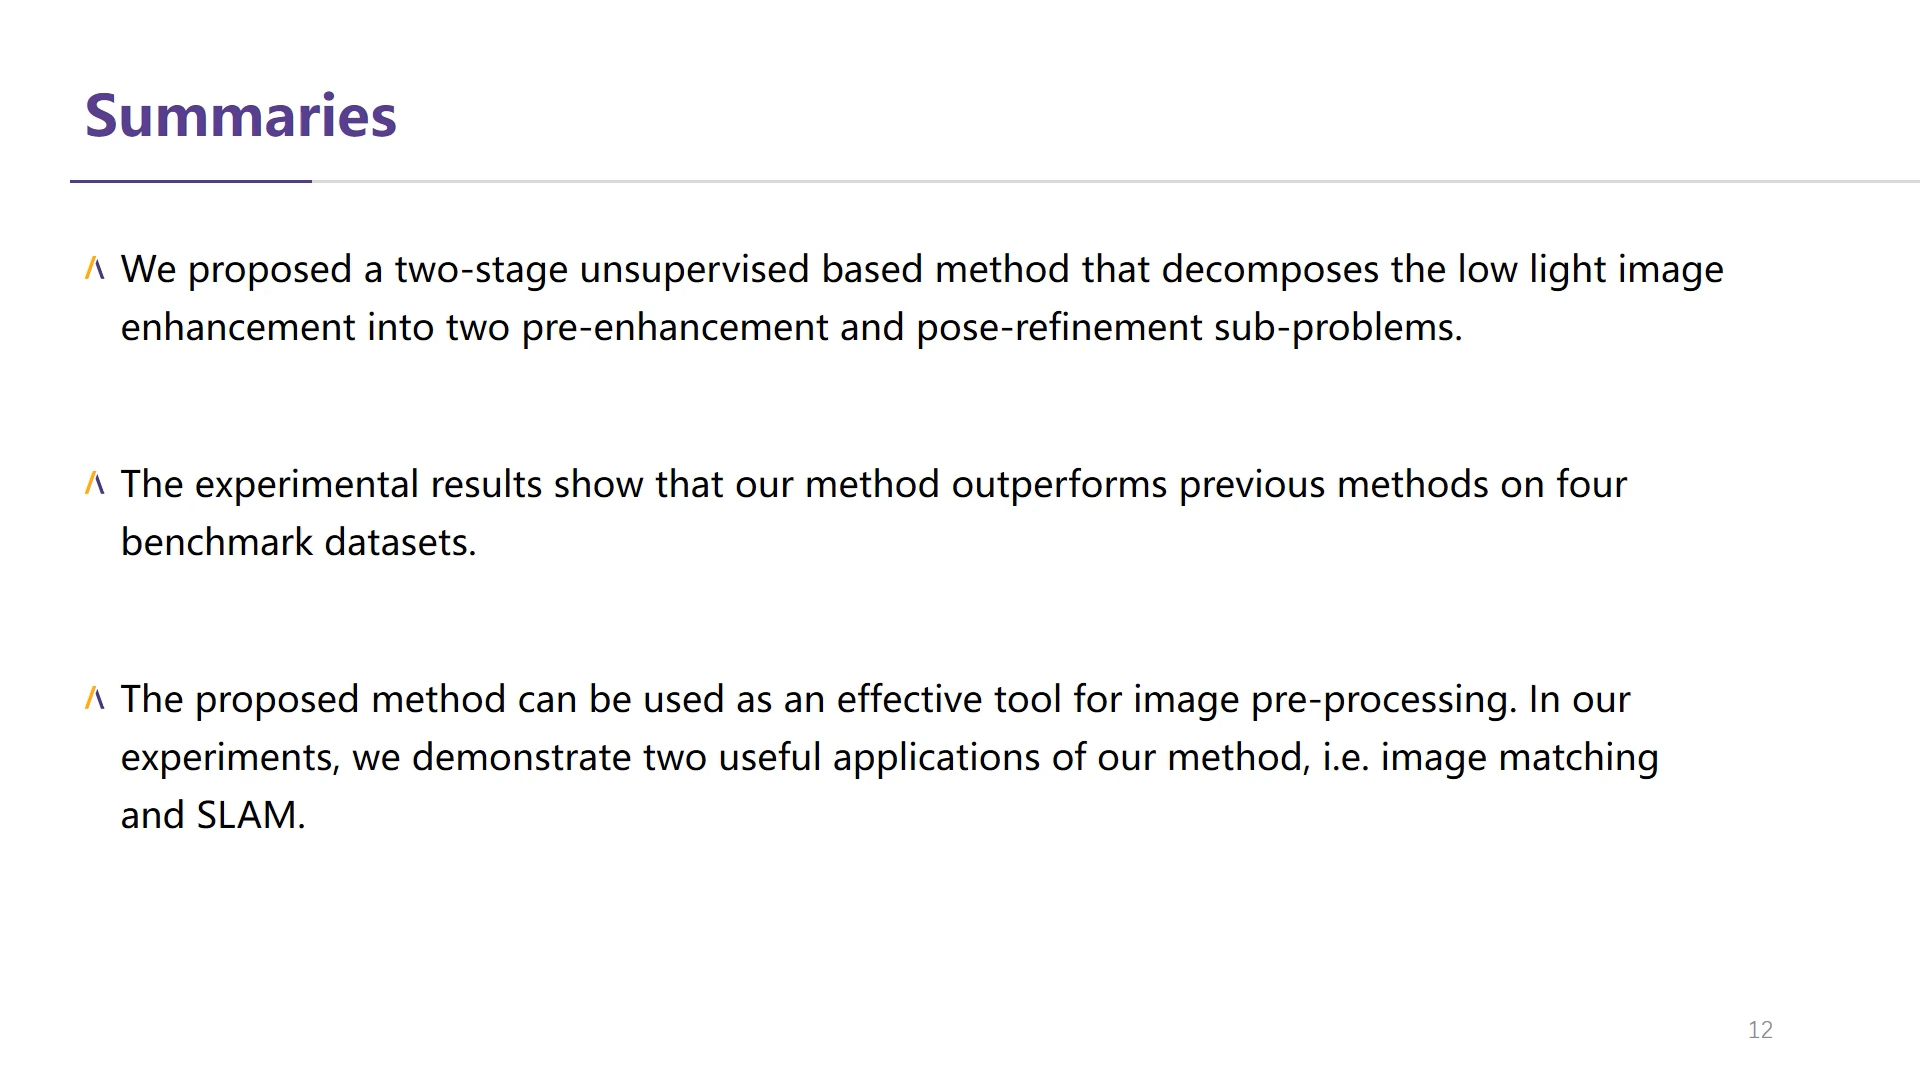 Summaries
We proposed a two-stage unsupervised based method that decomposes the low light image
enhancement into two pre-enhancement and pose-refinement sub-problems.
The experimental results show that our method outperforms previous methods on four
benchmark datasets.
The proposed method can be used as an effective tool for image pre-processing. In our
experiments, we demonstrate two useful applications of our method, i.e. image matching
and SLAM.
12